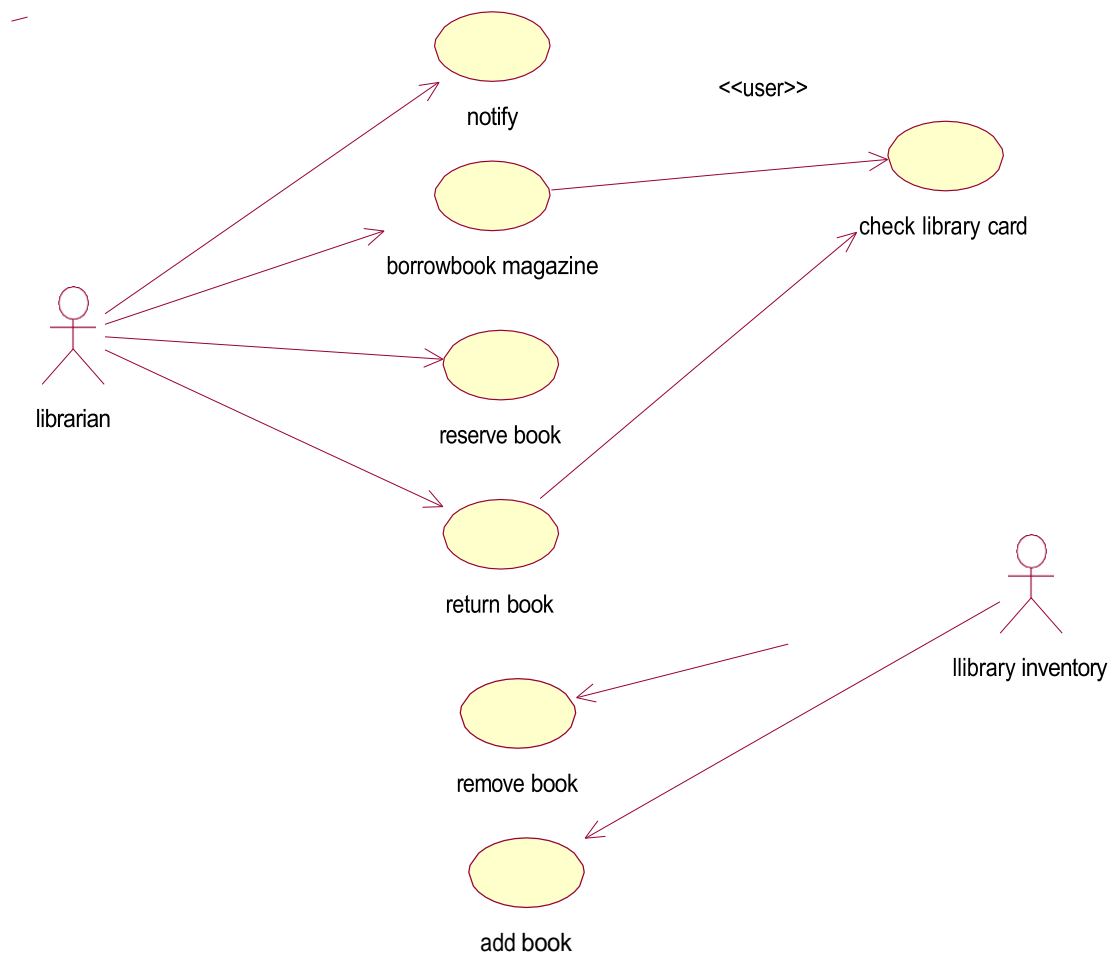 notify
<<user>>
check library card
borrowbook magazine
librarian
reserve book
return book
llibrary inventory
remove book
add book